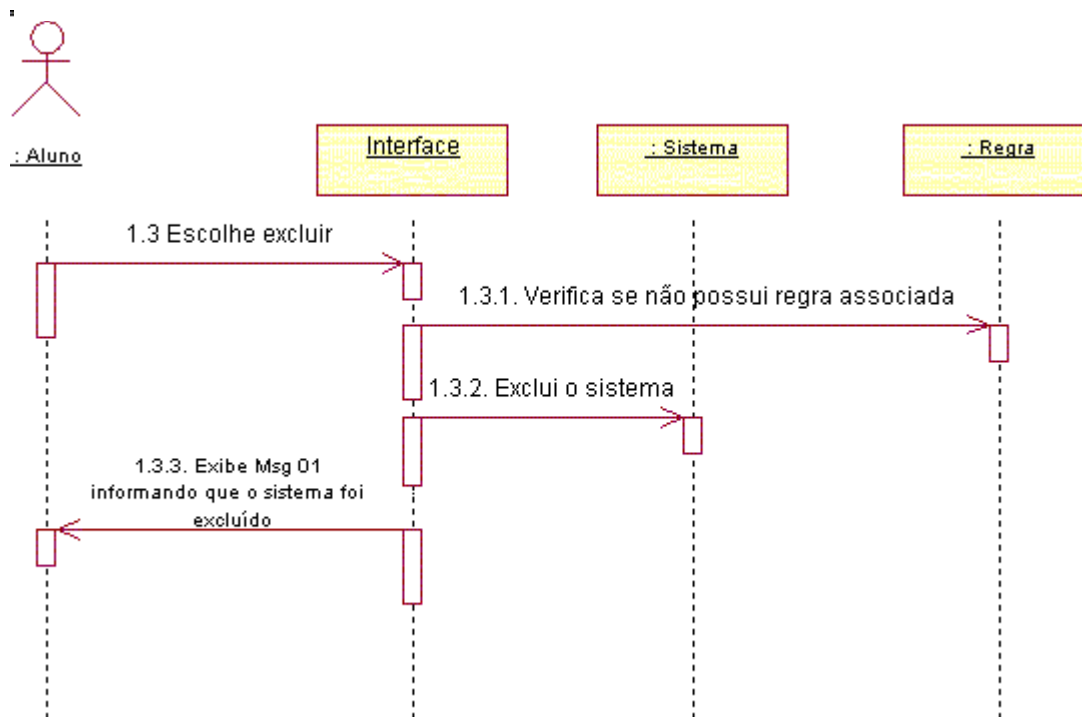 : Aluno
Interface
: Sistema
: Regra
1.3 Escolhe excluir
1.3.1. Verifica se não possui regra associada
1.3.2. Exclui o sistema
1.3.3. Exibe Msg 01
informando que o sistema foi
excluído